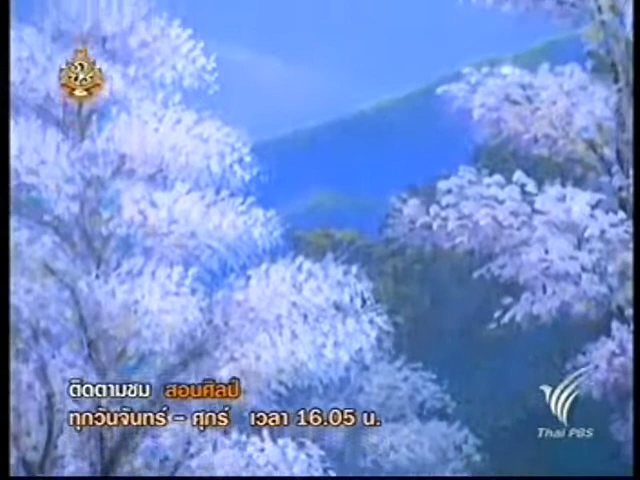 ติดตามชม สอนศิลป์
ทุกวันจันทร์ - ศุกร์ เวลา 16.05 น.
Thai PBS